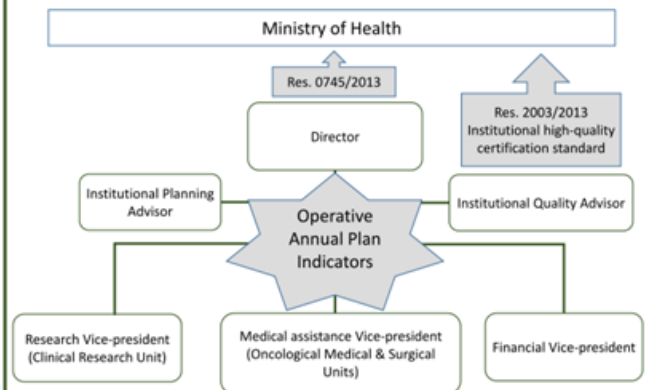 Ministry of Health
Res. 0745/2013
Res. 2003/2013
Institutional high-quality
certification standard
Director
Institutional Planning
Advisor
Operative
Annual Plan
Indicators
Institutional Quality Advisor
Research Vice-president
(Clinical Research Unit)
Medical assistance Vice-president
(Oncological Medical & Surgical
Units)
Financial Vice-president